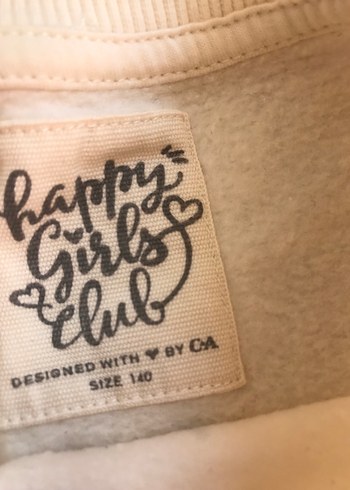 happy
Girls
Club
DESIGNED WITH ♥ BY C&A
SIZE 140